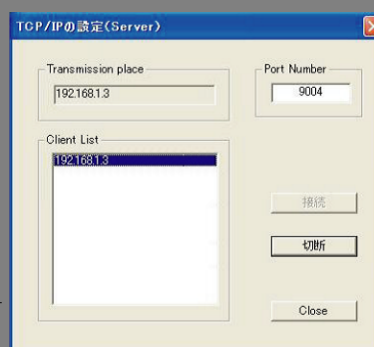 TCP/IPの設定(Server)
Transmission place
192.168.1.3
Port Number
9004
Client List
192.168.1.3
接続
切断
Close